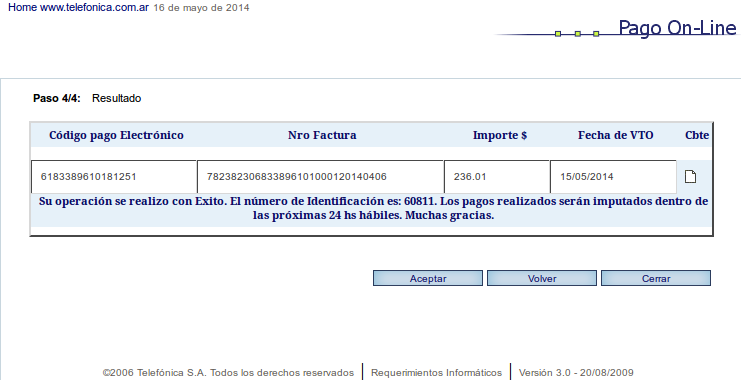 Home www.telefonica.com.ar 16 de mayo de 2014
Pago On-Line
Paso 4/4: Resultado
Código pago Electrónico Nro Factura Importe $ Fecha de VTO Cbte
6183389610181251 782382306833896101000120140406 236.01 15/05/2014
Su operación se realizo con Exito. El número de Identificación es: 60811. Los pagos realizados serán imputados dentro de
las próximas 24 hs hábiles. Muchas gracias.
Aceptar Volver Cerrar
©2006 Telefónica S.A. Todos los derechos reservados Requerimientos Informáticos Versión 3.0 - 20/08/2009